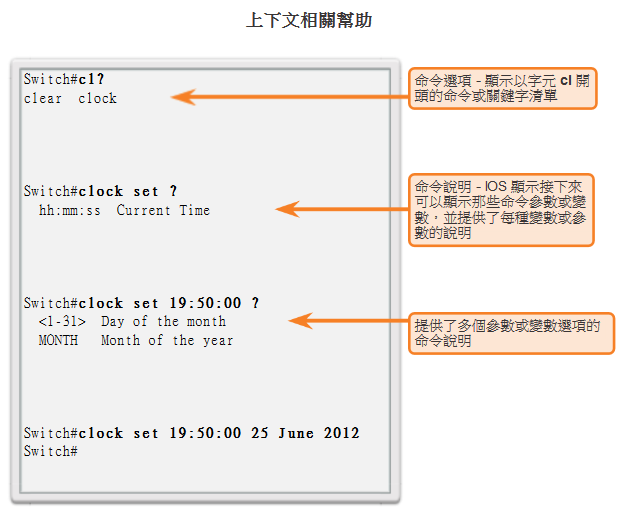 上下文相關幫助
Switch#cl?
clear  clock
命令選項 - 顯示以字元 cl 開
頭的命令或關鍵字清單
Switch#clock set ?
  hh:mm:ss  Current Time
命令說明 - IOS 顯示接下來
可以顯示那些命令參數或變
數，並提供了每種變數或參
數的說明
Switch#clock set 19:50:00 ?
  <1-31>  Day of the month
  MONTH   Month of the year
提供了多個參數或變數選項的
命令說明
Switch#clock set 19:50:00 25 June 2012
Switch#